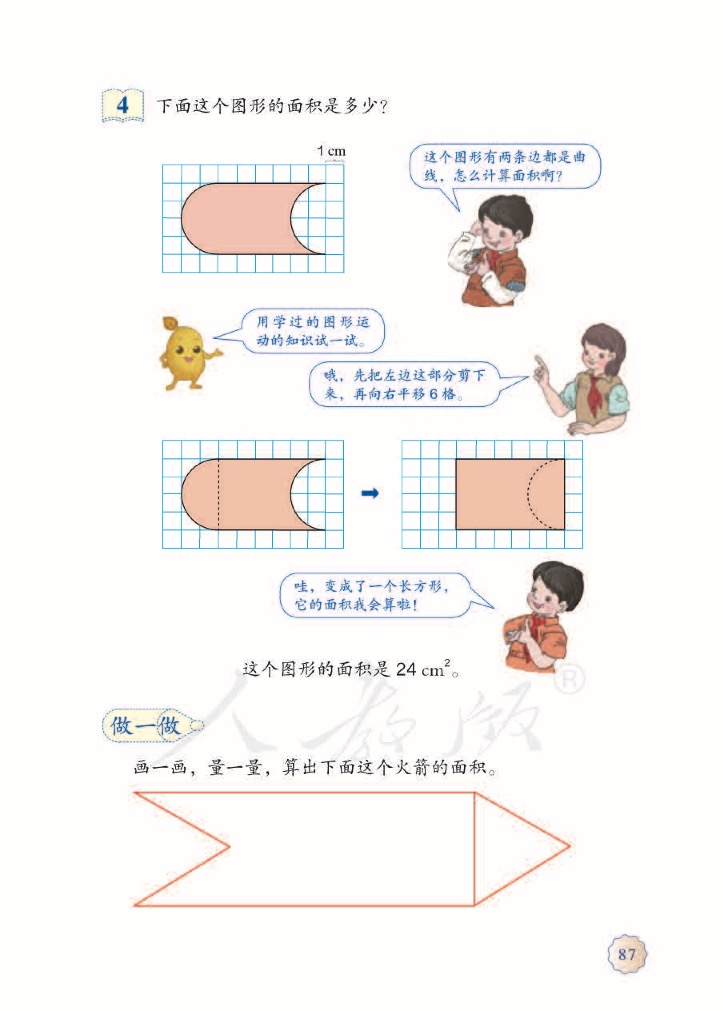 4 下面这个图形的面积是多少？
1 cm
这个图形有两条边都是曲
线，怎么计算面积啊？
用学过的图形运
动的知识试一试。
哦，先把左边这部分剪下
来，再向右平移6格。
哇，变成了一个长方形，
它的面积我会算啦！
这个图形的面积是 24 cm²。
人教版®
做一做
画一画，量一量，算出下面这个火箭的面积。
87